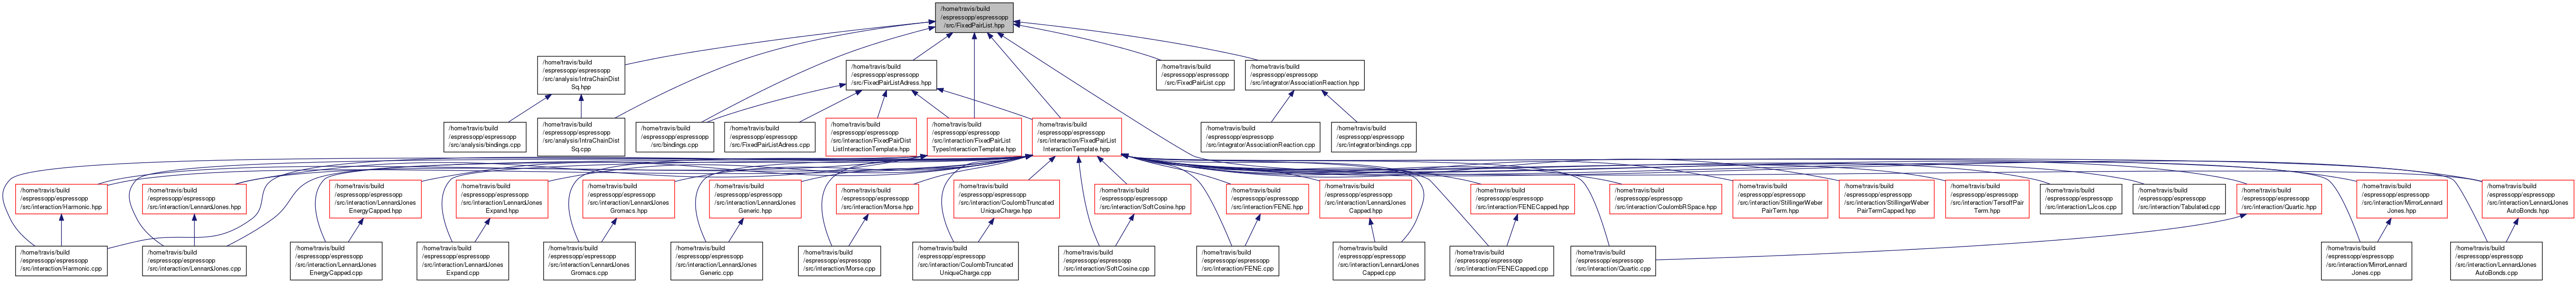 /home/travis/build
/espressopp/espressopp
/src/FixedPairList.hpp
/home/travis/build
/espressopp/espressopp
/src/analysis/IntraChainDist
Sq.hpp
/home/travis/build
/espressopp/espressopp
/src/FixedPairListAdress.hpp
/home/travis/build
/espressopp/espressopp
/src/FixedPairList.cpp
/home/travis/build
/espressopp/espressopp
/src/integrator/AssociationReaction.hpp
/home/travis/build
/espressopp/espressopp
/src/analysis/bindings.cpp
/home/travis/build
/espressopp/espressopp
/src/analysis/IntraChainDist
Sq.cpp
/home/travis/build
/espressopp/espressopp
/src/bindings.cpp
/home/travis/build
/espressopp/espressopp
/src/FixedPairListAdress.cpp
/home/travis/build
/espressopp/espressopp
/src/interaction/FixedPairDist
ListInteractionTemplate.hpp
/home/travis/build
/espressopp/espressopp
/src/interaction/FixedPairList
TypesInteractionTemplate.hpp
/home/travis/build
/espressopp/espressopp
/src/interaction/FixedPairList
InteractionTemplate.hpp
/home/travis/build
/espressopp/espressopp
/src/integrator/AssociationReaction.cpp
/home/travis/build
/espressopp/espressopp
/src/integrator/bindings.cpp
/home/travis/build
/espressopp/espressopp
/src/interaction/Harmonic.hpp
/home/travis/build
/espressopp/espressopp
/src/interaction/LennardJones.hpp
/home/travis/build
/espressopp/espressopp
/src/interaction/LennardJones
EnergyCapped.hpp
/home/travis/build
/espressopp/espressopp
/src/interaction/LennardJones
Expand.hpp
/home/travis/build
/espressopp/espressopp
/src/interaction/LennardJones
Gromacs.hpp
/home/travis/build
/espressopp/espressopp
/src/interaction/LennardJones
Generic.hpp
/home/travis/build
/espressopp/espressopp
/src/interaction/Morse.hpp
/home/travis/build
/espressopp/espressopp
/src/interaction/CoulombTruncated
UniqueCharge.hpp
/home/travis/build
/espressopp/espressopp
/src/interaction/SoftCosine.hpp
/home/travis/build
/espressopp/espressopp
/src/interaction/FENE.hpp
/home/travis/build
/espressopp/espressopp
/src/interaction/LennardJones
Capped.hpp
/home/travis/build
/espressopp/espressopp
/src/interaction/FENECapped.hpp
/home/travis/build
/espressopp/espressopp
/src/interaction/CoulombRSpace.hpp
/home/travis/build
/espressopp/espressopp
/src/interaction/StillingerWeber
PairTerm.hpp
/home/travis/build
/espressopp/espressopp
/src/interaction/StillingerWeber
PairTermCapped.hpp
/home/travis/build
/espressopp/espressopp
/src/interaction/TersoffPair
Term.hpp
/home/travis/build
/espressopp/espressopp
/src/interaction/LJcos.cpp
/home/travis/build
/espressopp/espressopp
/src/interaction/Tabulated.cpp
/home/travis/build
/espressopp/espressopp
/src/interaction/Quartic.hpp
/home/travis/build
/espressopp/espressopp
/src/interaction/MirrorLennard
Jones.hpp
/home/travis/build
/espressopp/espressopp
/src/interaction/LennardJones
AutoBonds.hpp
/home/travis/build
/espressopp/espressopp
/src/interaction/Harmonic.cpp
/home/travis/build
/espressopp/espressopp
/src/interaction/LennardJones.cpp
/home/travis/build
/espressopp/espressopp
/src/interaction/LennardJones
EnergyCapped.cpp
/home/travis/build
/espressopp/espressopp
/src/interaction/LennardJones
Expand.cpp
/home/travis/build
/espressopp/espressopp
/src/interaction/LennardJones
Gromacs.cpp
/home/travis/build
/espressopp/espressopp
/src/interaction/LennardJones
Generic.cpp
/home/travis/build
/espressopp/espressopp
/src/interaction/Morse.cpp
/home/travis/build
/espressopp/espressopp
/src/interaction/CoulombTruncated
UniqueCharge.cpp
/home/travis/build
/espressopp/espressopp
/src/interaction/SoftCosine.cpp
/home/travis/build
/espressopp/espressopp
/src/interaction/FENE.cpp
/home/travis/build
/espressopp/espressopp
/src/interaction/LennardJones
Capped.cpp
/home/travis/build
/espressopp/espressopp
/src/interaction/FENECapped.cpp
/home/travis/build
/espressopp/espressopp
/src/interaction/Quartic.cpp
/home/travis/build
/espressopp/espressopp
/src/interaction/MirrorLennard
Jones.cpp
/home/travis/build
/espressopp/espressopp
/src/interaction/LennardJones
AutoBonds.cpp